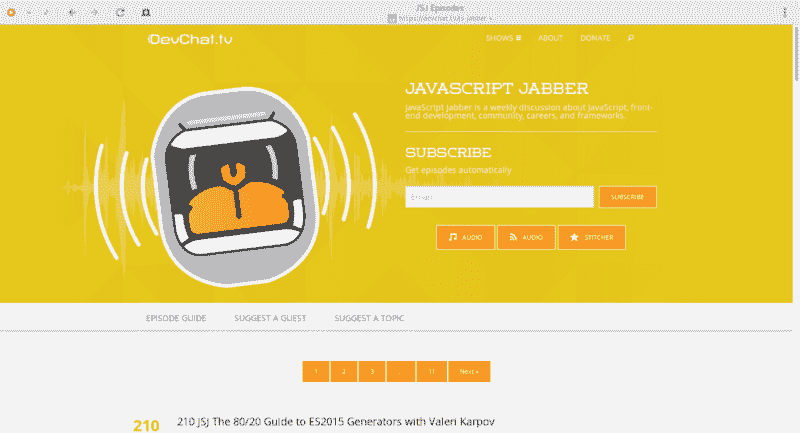 JSJ Episodes
DevChat.tv
SHOWS
ABOUT
DONATE
JAVASCRIPT JABBER
JavaScript Jabber is a weekly discussion about JavaScript, front-
end development, community, careers, and frameworks.
SUBSCRIBE
Get episodes automatically
SUBSCRIBE
AUDIO
AUDIO
STITCHER
EPISODE GUIDE
SUGGEST A GUEST
SUGGEST A TOPIC
1
2
3
11
Next »
210
210 JSJ The 80/20 Guide to ES2015 Generators with Valeri Karpov